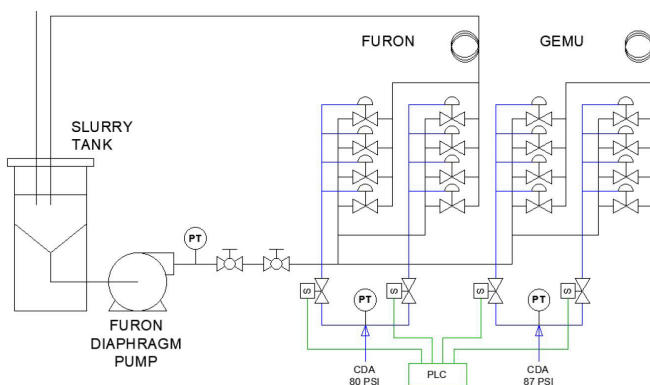 FURON
GEMU
SLURRY
TANK
PT
FURON
DIAPHRAGM
PUMP
S
PT
S
S
PT
S
CDA
80 PSI
PLC
CDA
87 PSI